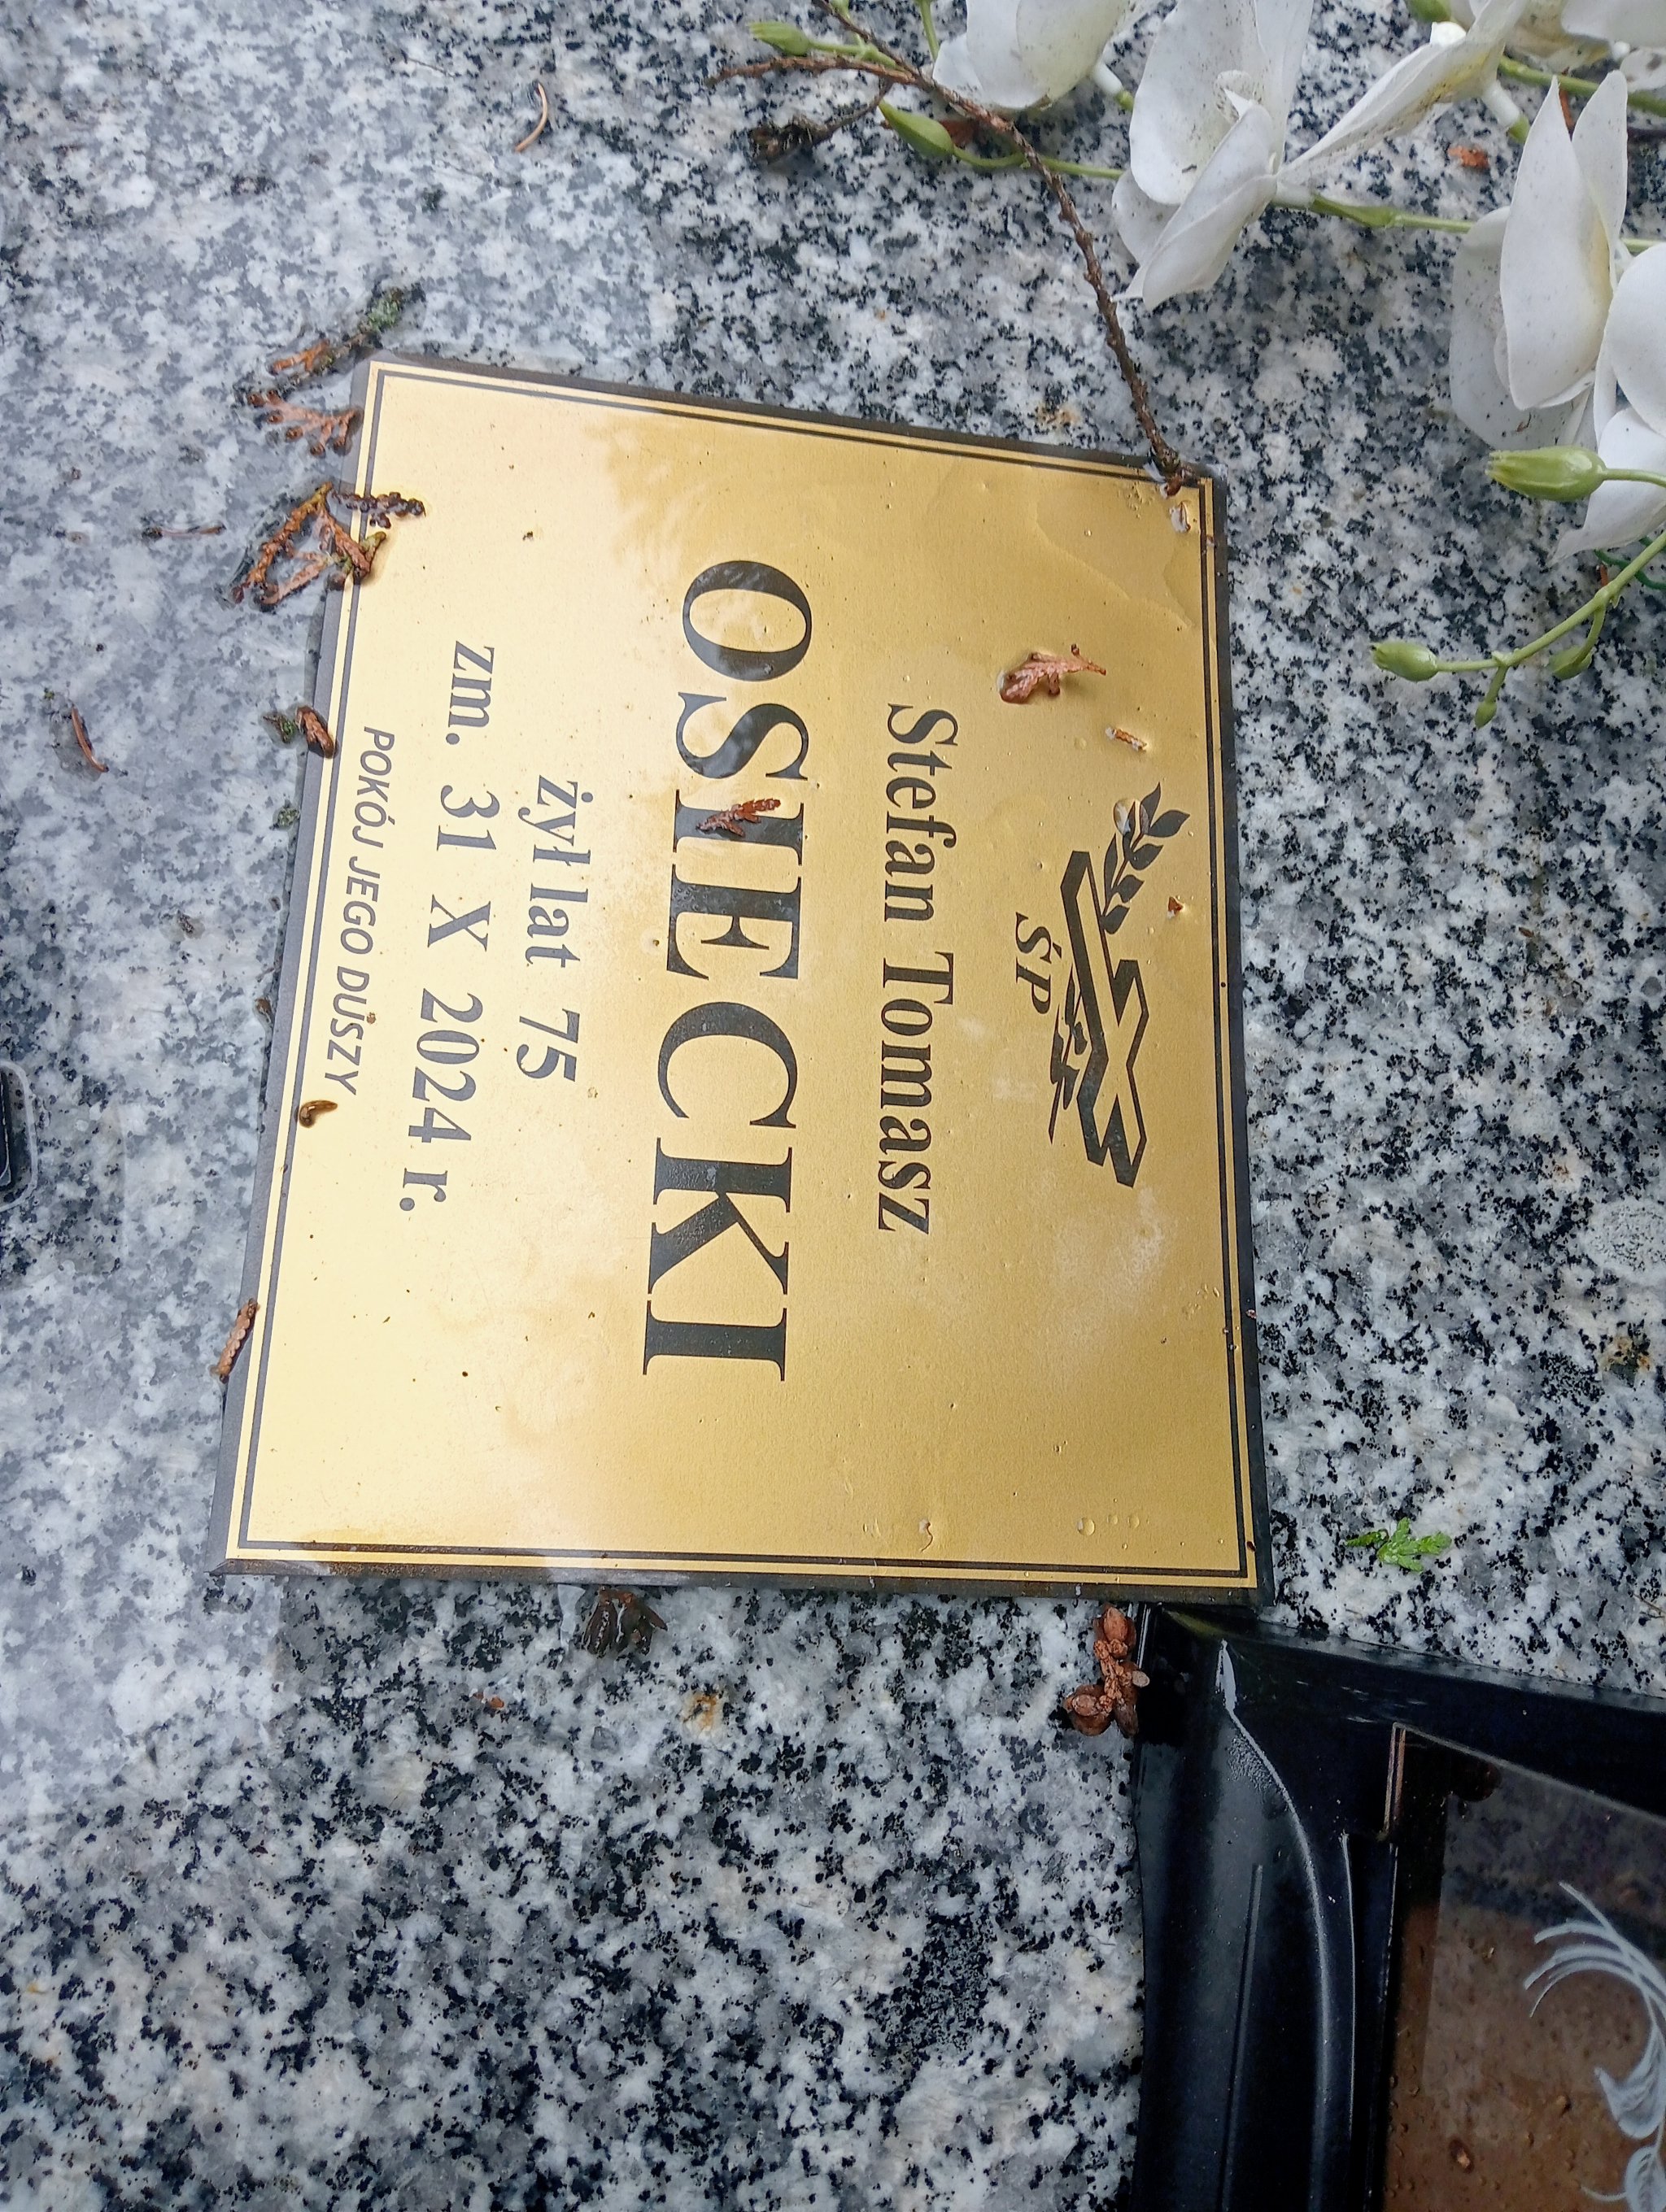 ŚP
Stefan Tomasz
OSIECKI
żył lat 75
zm. 31 X 2024 r.
POKÓJ JEGO DUSZY